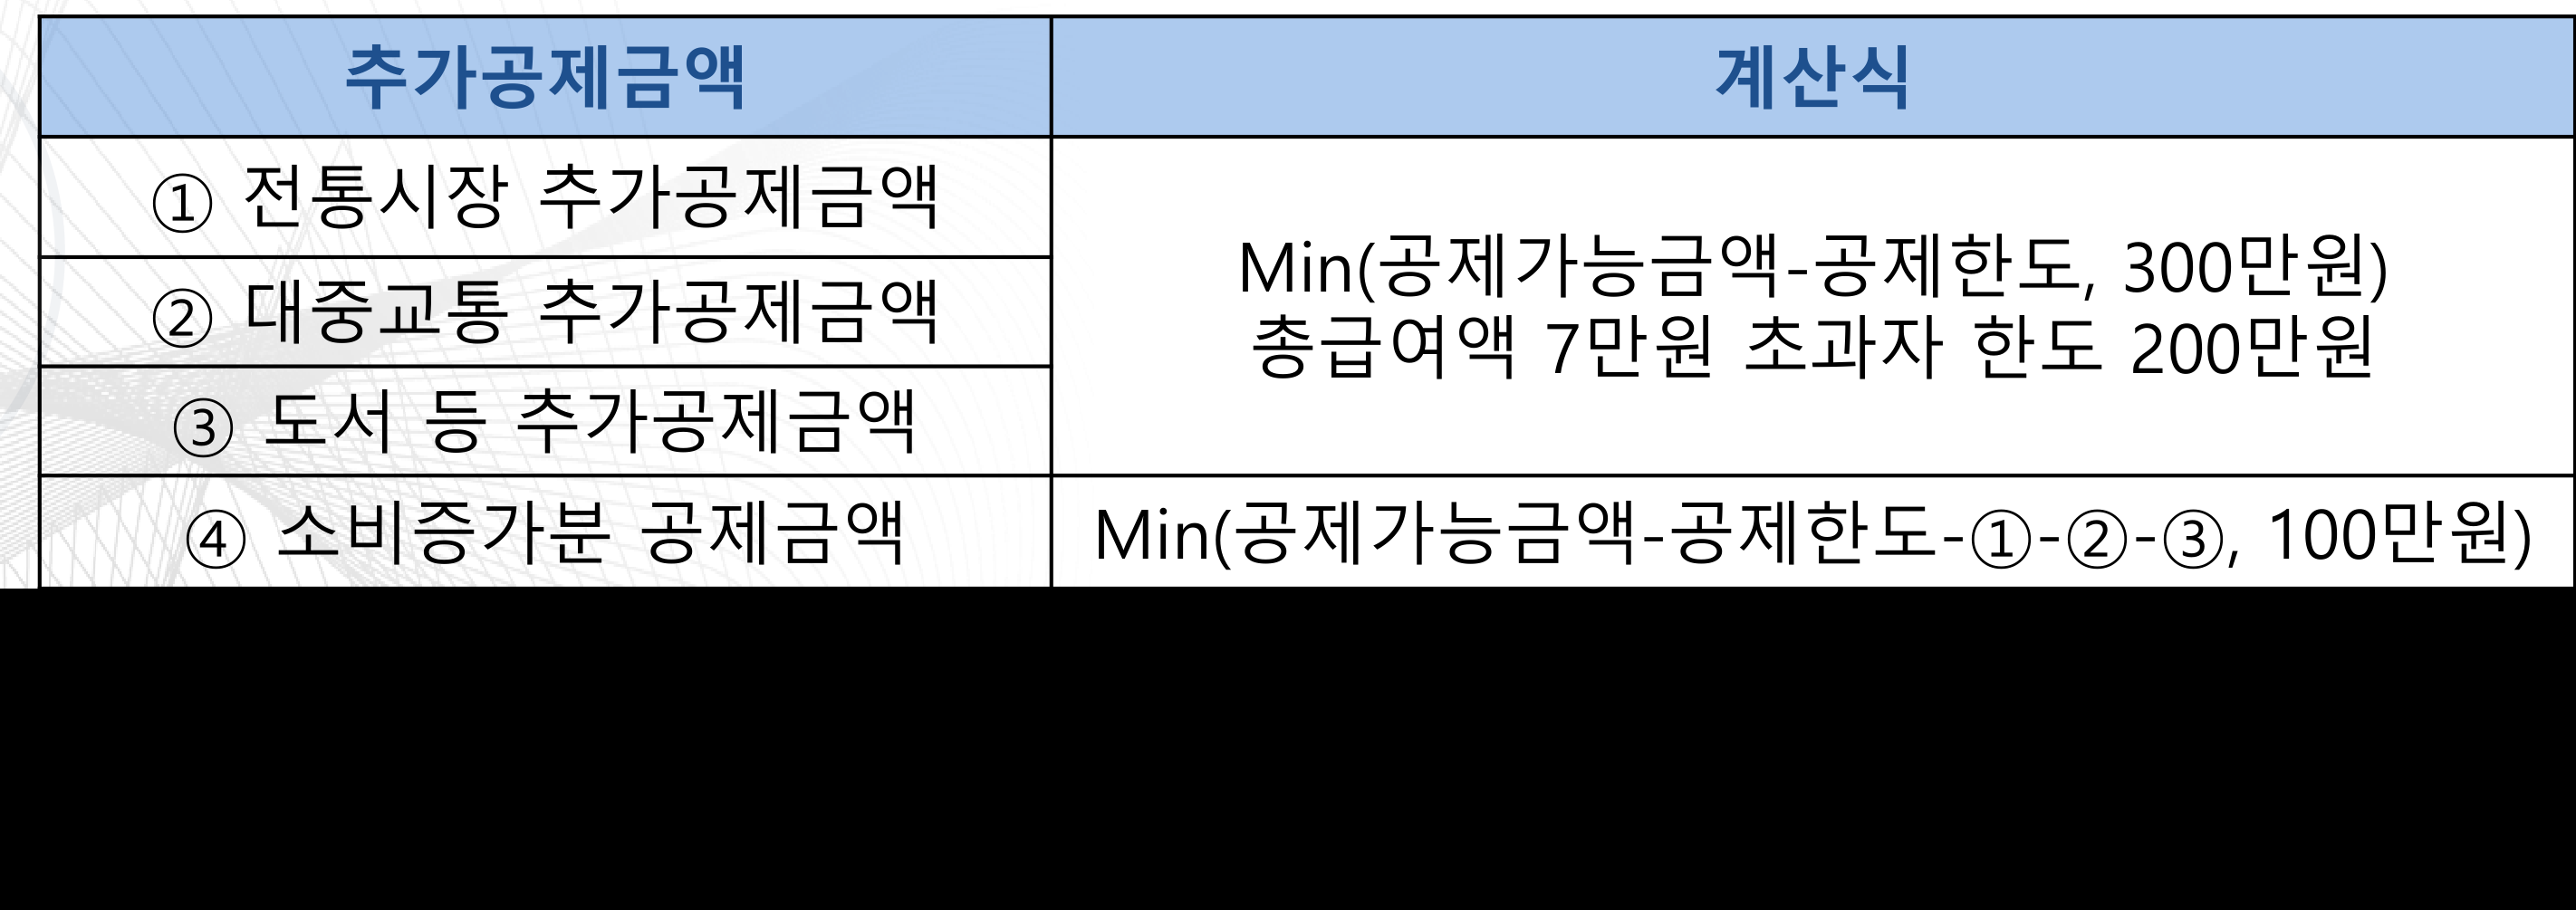 추가공제금액
계산식
① 전통시장 추가공제금액
② 대중교통 추가공제금액
③ 도서 등 추가공제금액
Min(공제가능금액-공제한도, 300만원)
총급여액 7만원 초과자 한도 200만원
④ 소비증가분 공제금액
Min(공제가능금액-공제한도-①-②-③, 100만원)